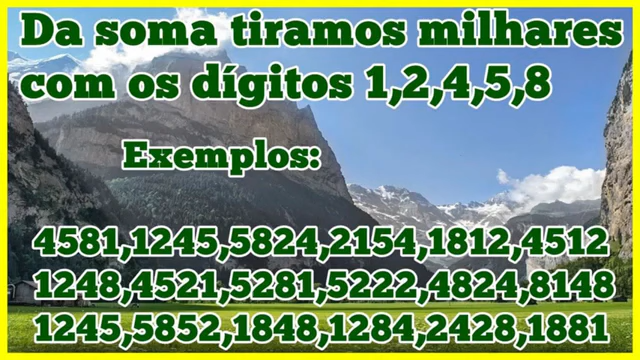 Da soma tiramos milhares
com os dígitos 1,2,4,5,8
Exemplos:
4581,1245,5824,2154,1812,4512
1248,4521,5281,5222,4824,8148
1245,5852,1848,1284,2428,1881